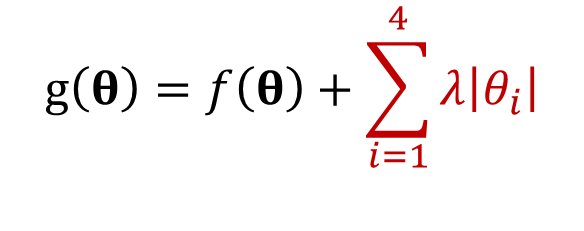 g(𝛉) = f(𝛉) + ∑_{i=1}^{4} λ|θ_i|